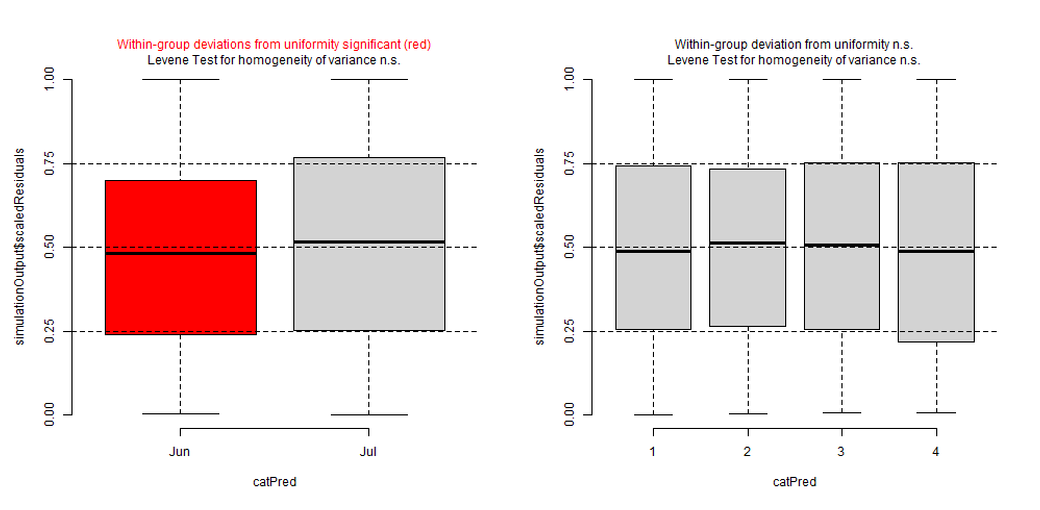 Within-group deviations from uniformity significant (red)
Levene Test for homogeneity of variance n.s.
simulationOutput$scaledResiduals
1.00
0.75
0.50
0.25
0.00
Jun
Jul
catPred
Within-group deviation from uniformity n.s.
Levene Test for homogeneity of variance n.s.
simulationOutput$scaledResiduals
1.00
0.75
0.50
0.25
0.00
1
2
3
4
catPred